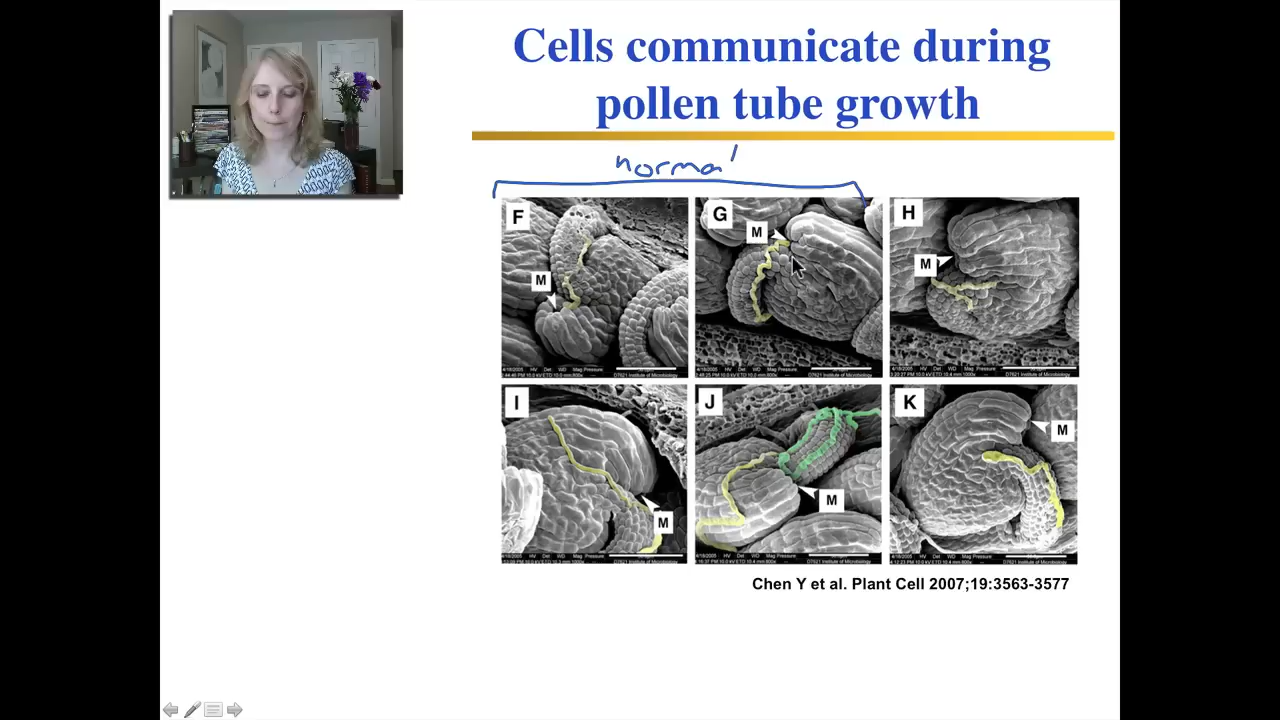 Cells communicate during
pollen tube growth
normal
F
M
G
M
H
M
I
M
J
M
K
M
Chen Y et al. Plant Cell 2007;19:3563-3577